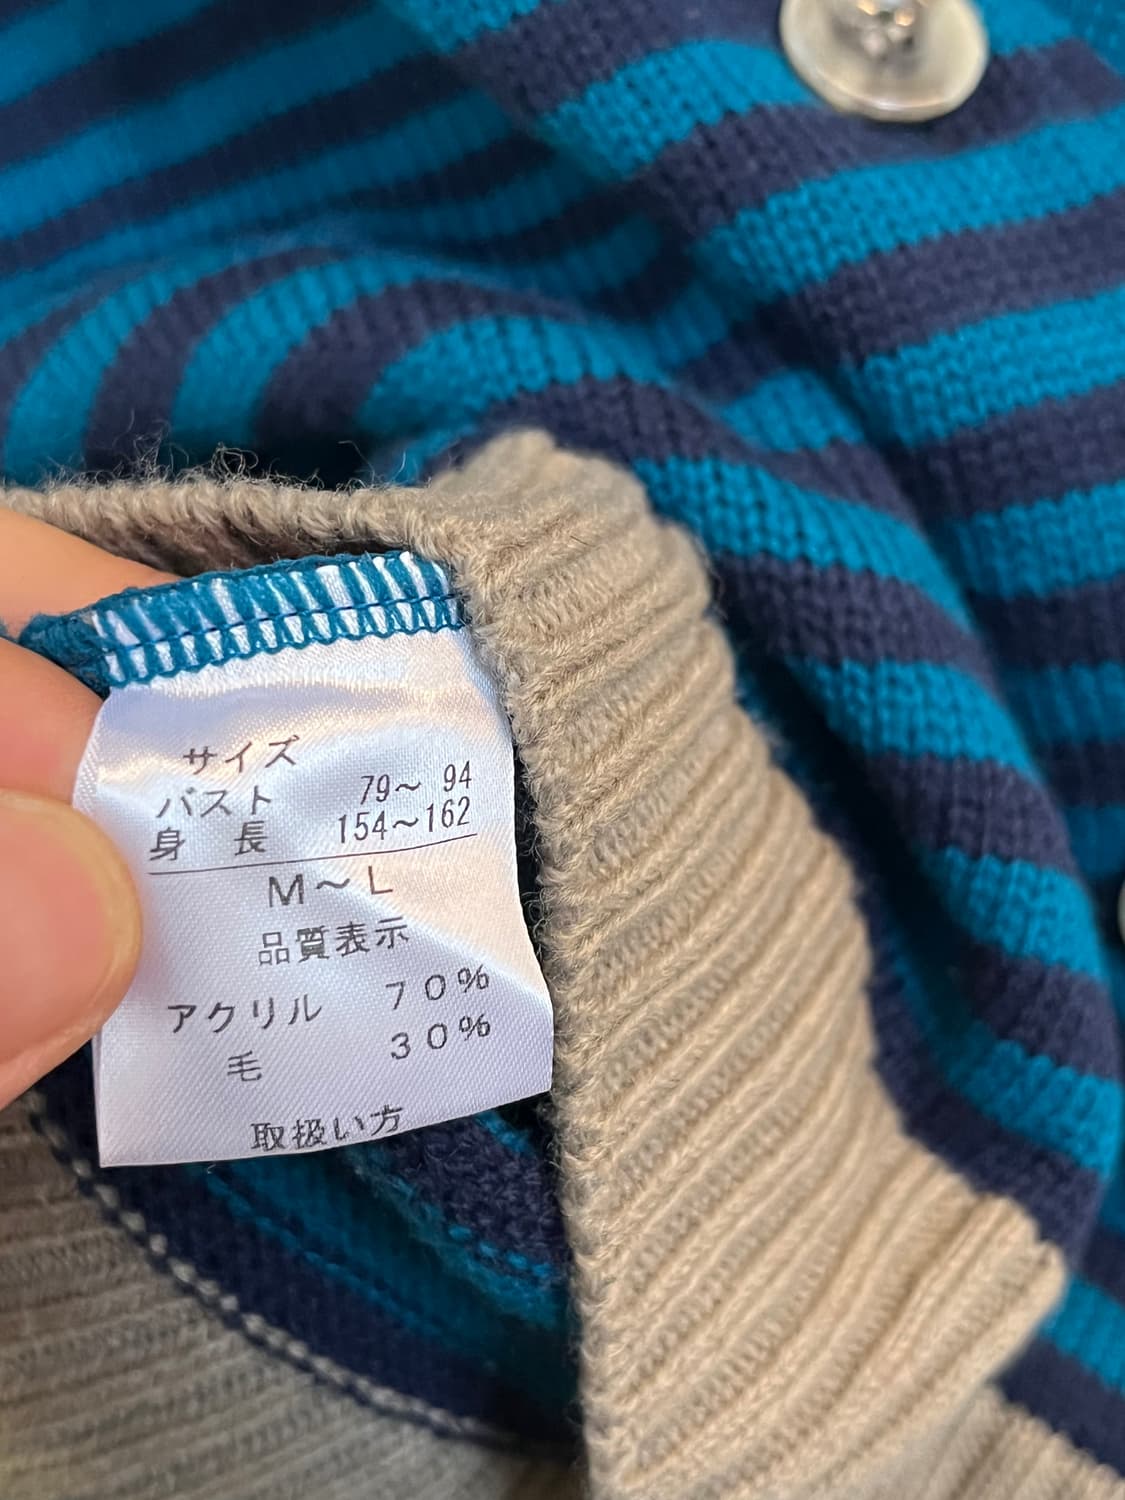 サイズ
バスト 79～ 94
身 長 154～162
M～L
品質表示
アクリル 70%
毛 30%
取扱い方